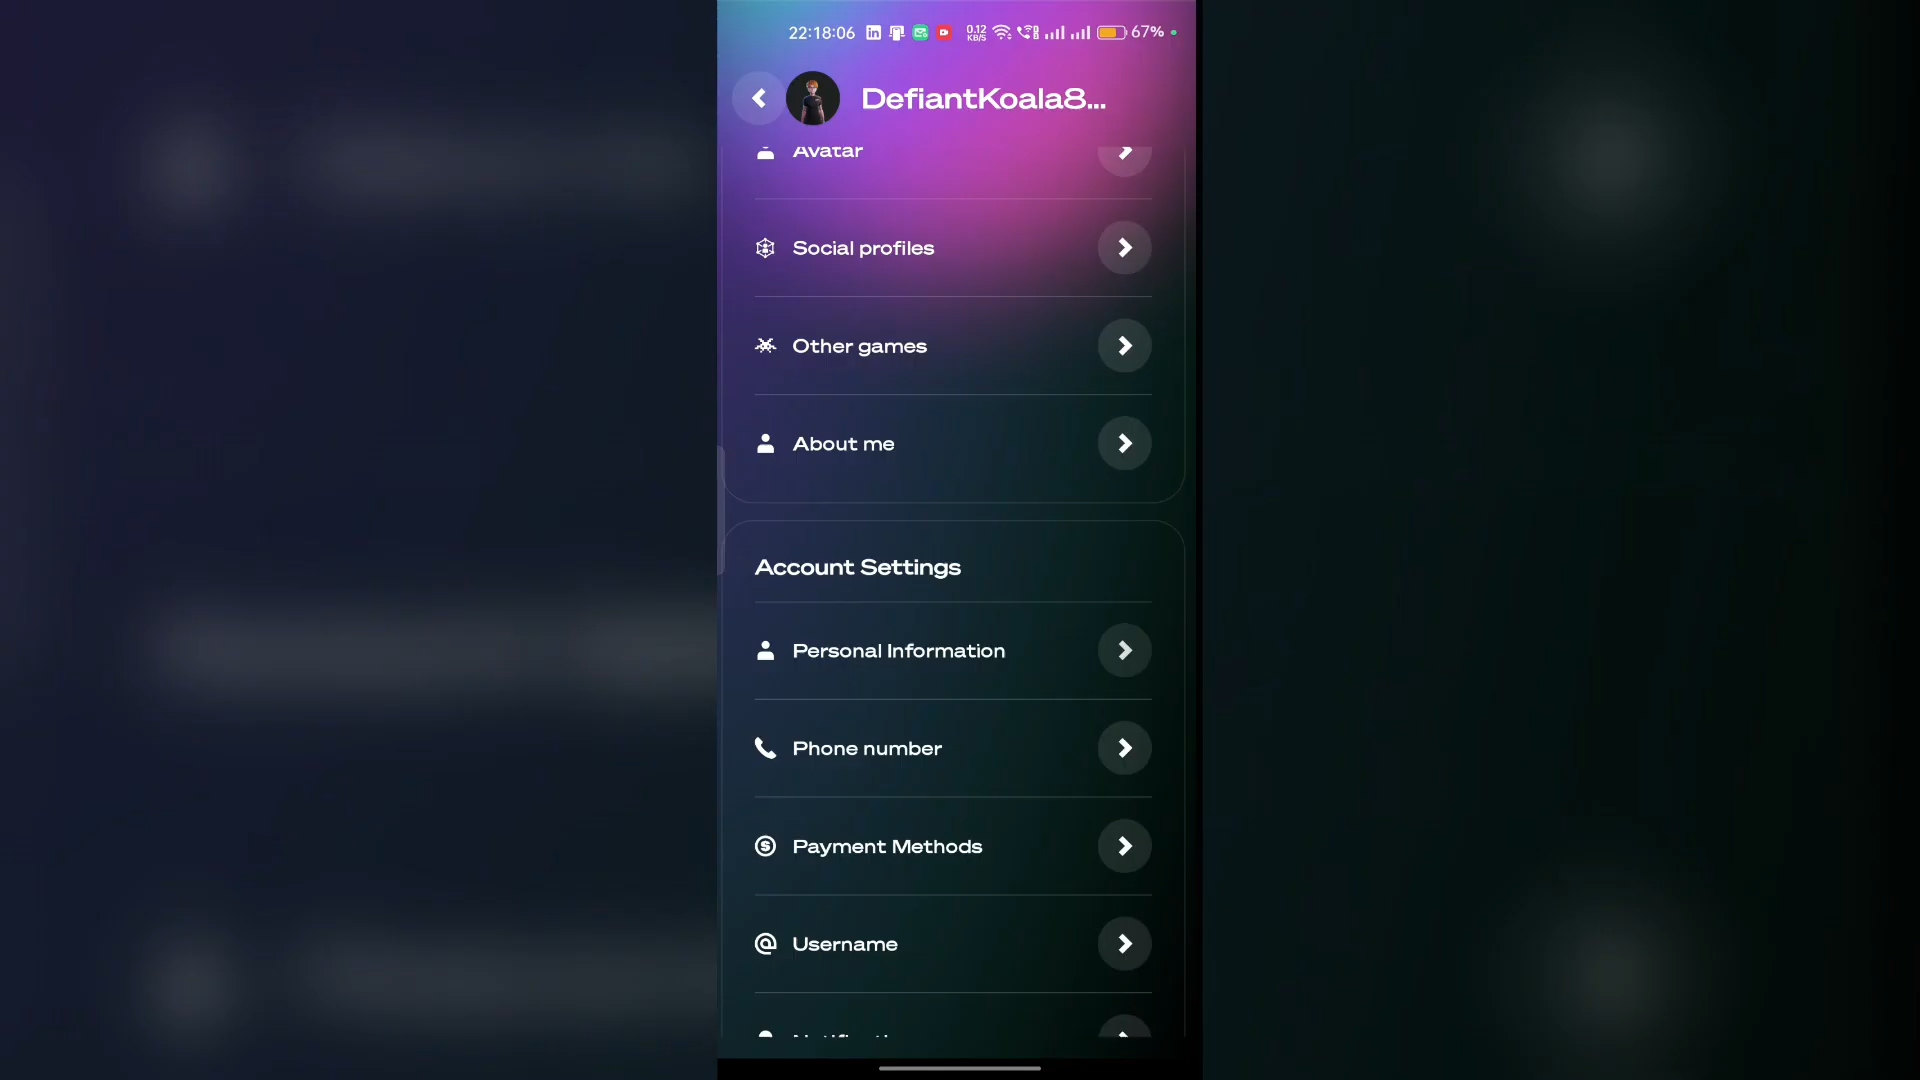 22:18:06 0.12 KB/S 67%
DefiantKoala8...
Avatar
Social profiles
Other games
About me
Account Settings
Personal Information
Phone number
Payment Methods
Username